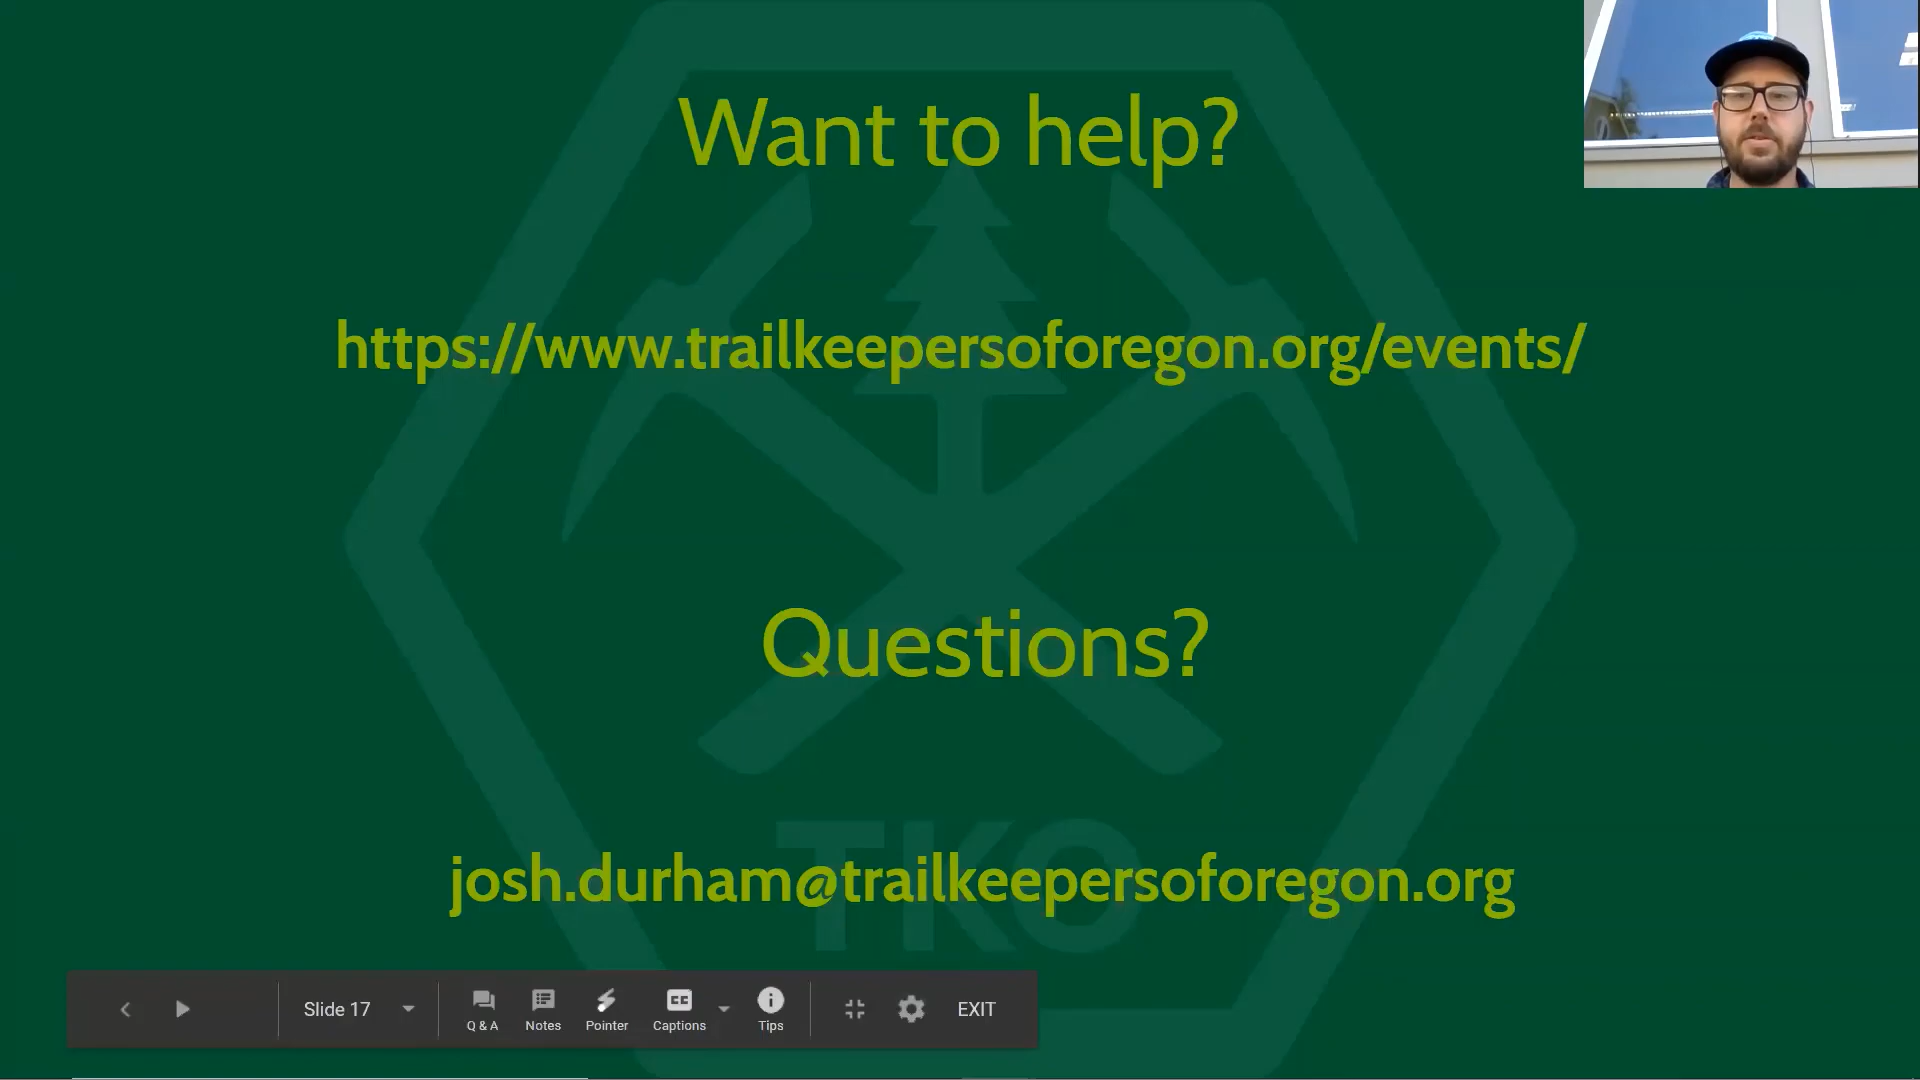 Want to help?
https://www.trailkeepersoforegon.org/events/
Questions?
TKO
josh.durham@trailkeepersoforegon.org
Slide 17
Q & A
Notes
Pointer
CC
Captions
Tips
EXIT